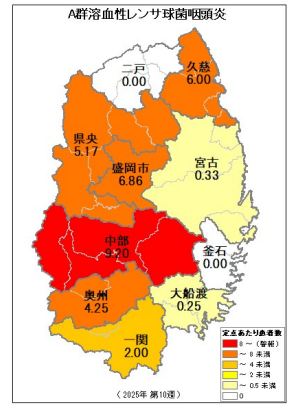 A群溶血性レンサ球菌咽頭炎
二戸
0.00
久慈
6.00
県央
5.17
盛岡市
6.86
宮古
0.33
中部
9.20
釜石
0.00
奥州
4.25
大船渡
0.25
一関
2.00
定点あたり患者数
8～（警報）
～ 8 未満
～ 4 未満
～ 2 未満
～ 0.5 未満
0
（ 2025年 第10週）